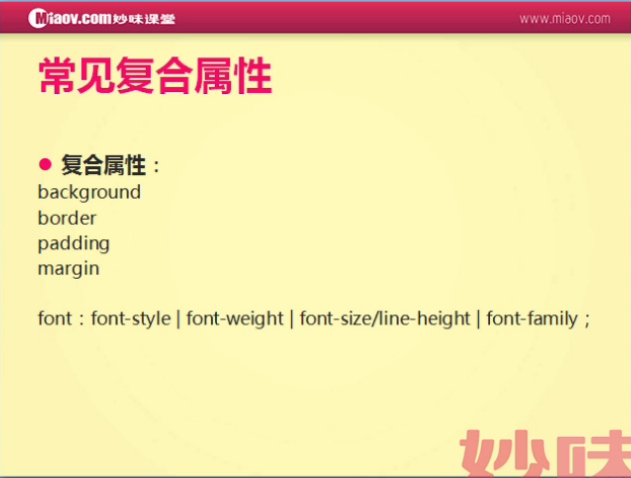 Miaov.com妙味课堂
www.miaov.com
常见复合属性
● 复合属性：
background
border
padding
margin
font：font-style | font-weight | font-size/line-height | font-family；
妙味